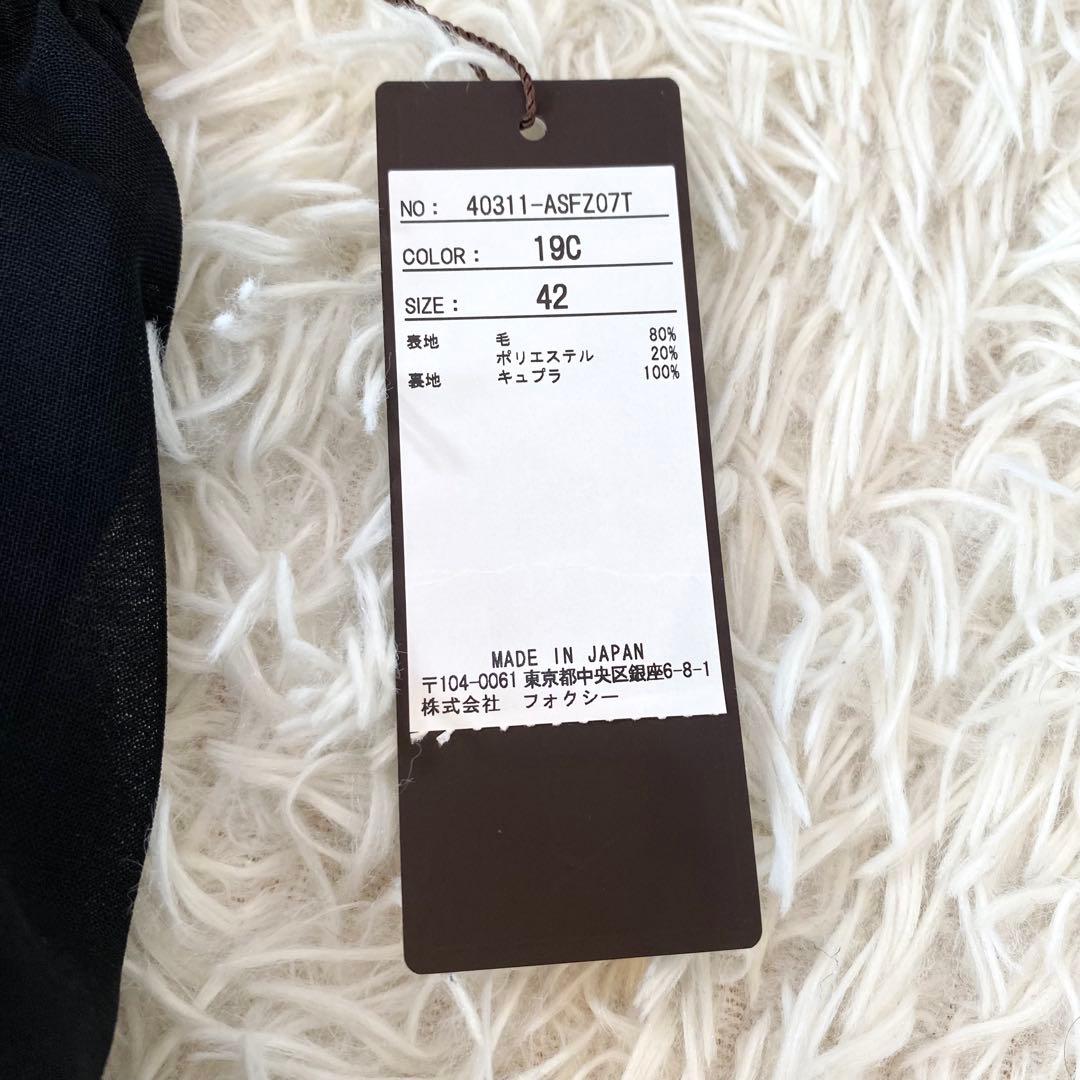 NO: 40311-ASFZ07T
COLOR: 19C
SIZE: 42
表地 毛 80%
ポリエステル 20%
裏地 キュプラ 100%
MADE IN JAPAN
〒104-0061 東京都中央区銀座6-8-1
株式会社 フォクシー